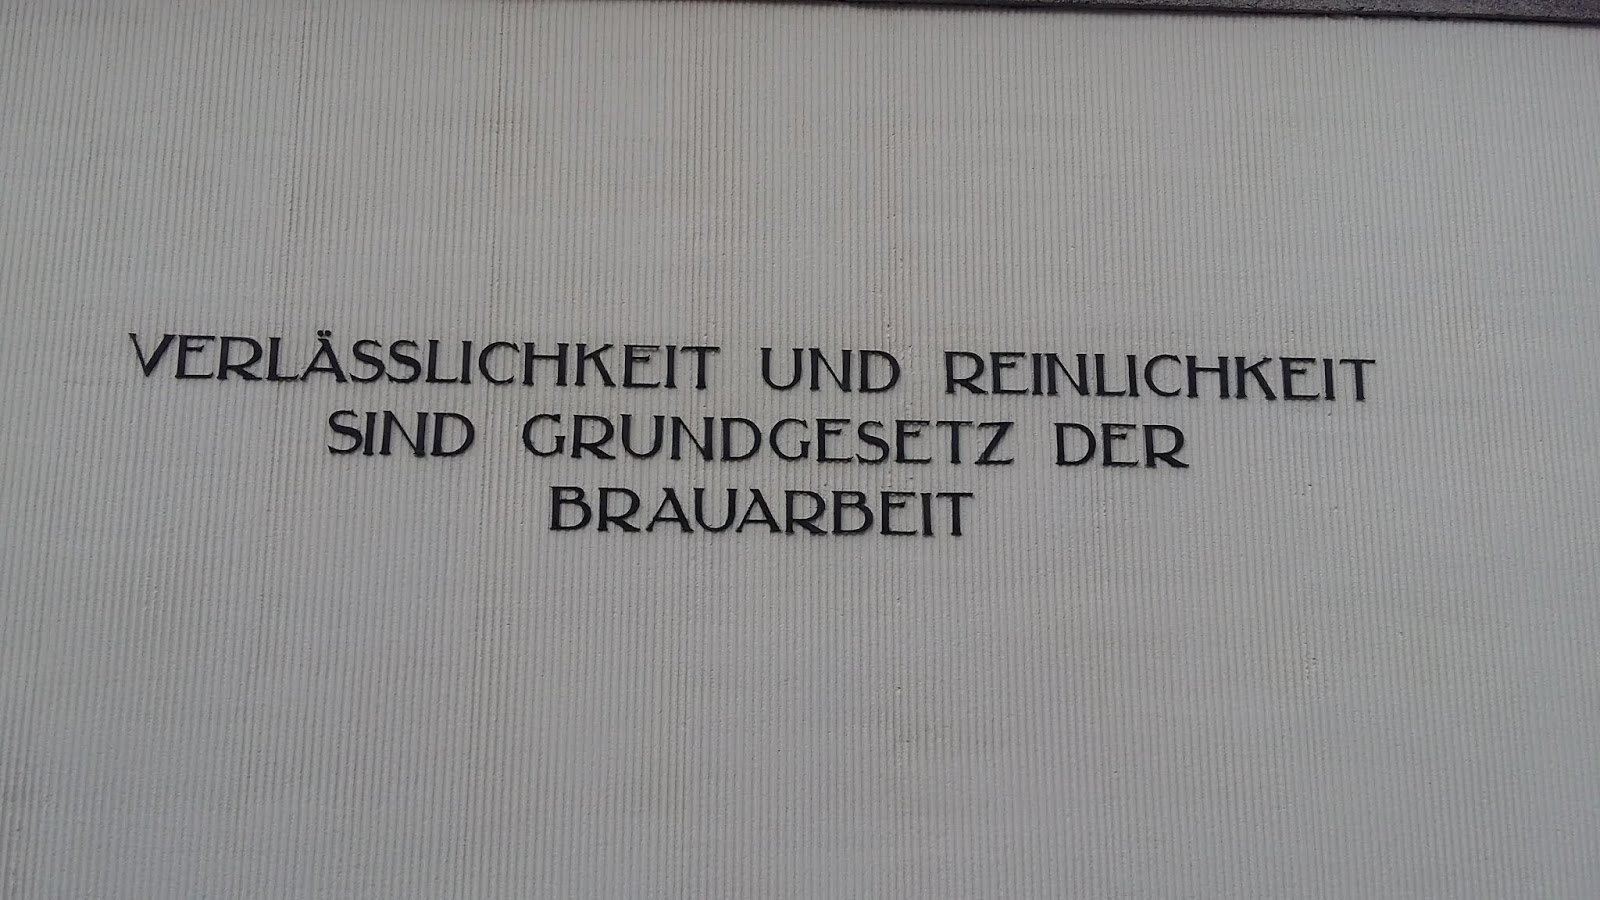 VERLÄSSLICHKEIT UND REINLICHKEIT
SIND GRUNDGESETZ DER
BRAUARBEIT